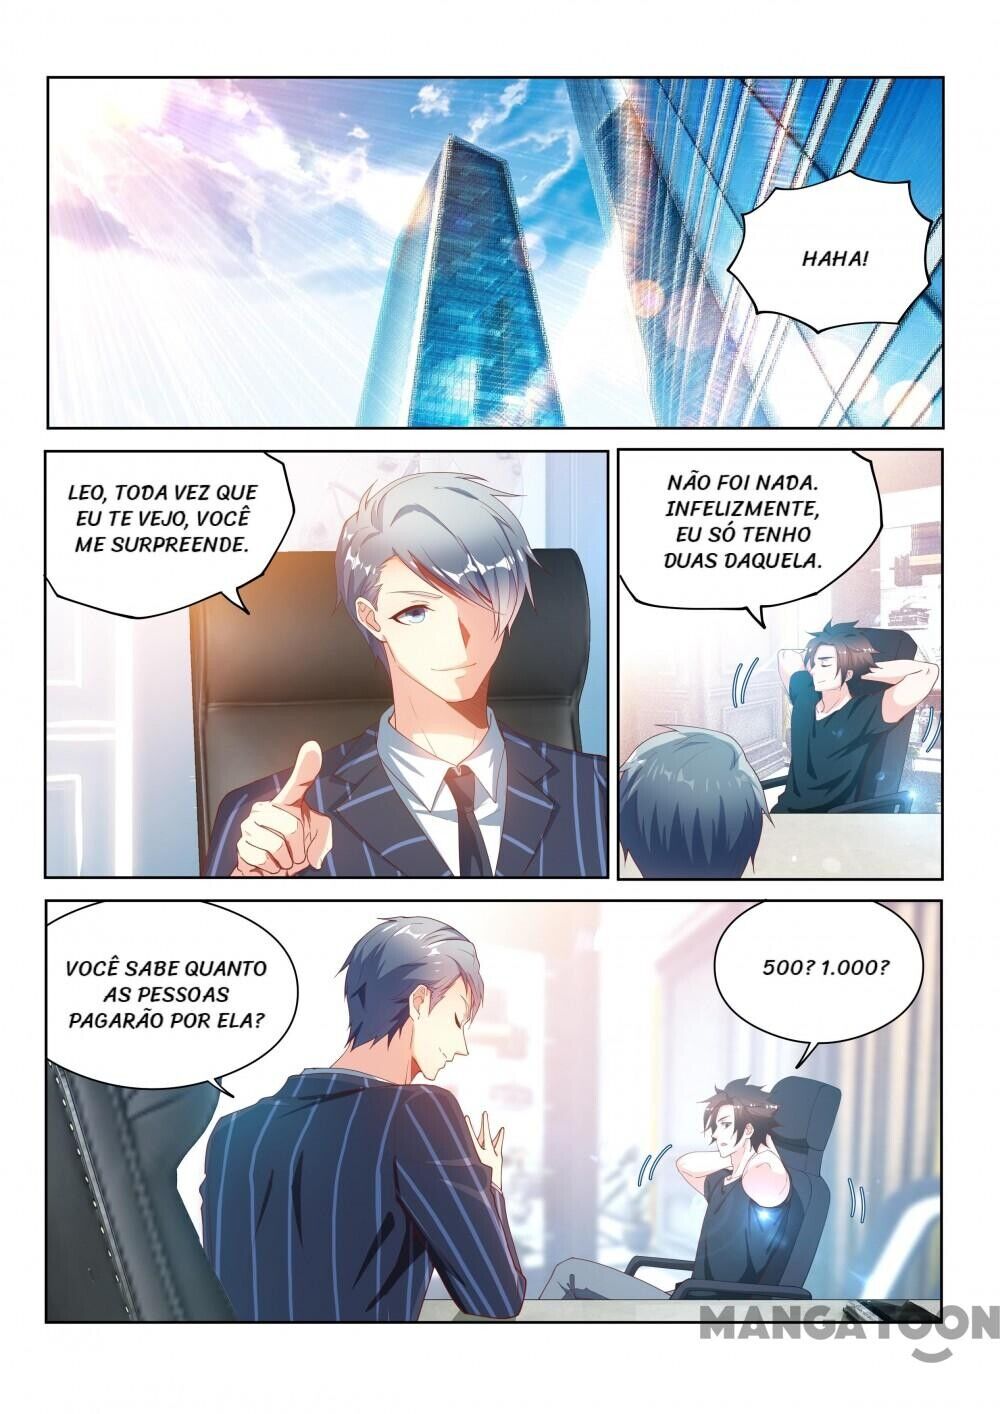 HAHA!
LEO, TODA VEZ QUE
EU TE VEJO, VOCÊ
ME SURPREENDE.
NÃO FOI NADA.
INFELIZMENTE,
EU SÓ TENHO
DUAS DAQUELA.
VOCÊ SABE QUANTO
AS PESSOAS
PAGARÃO POR ELA?
500? 1.000?
MANGATOON